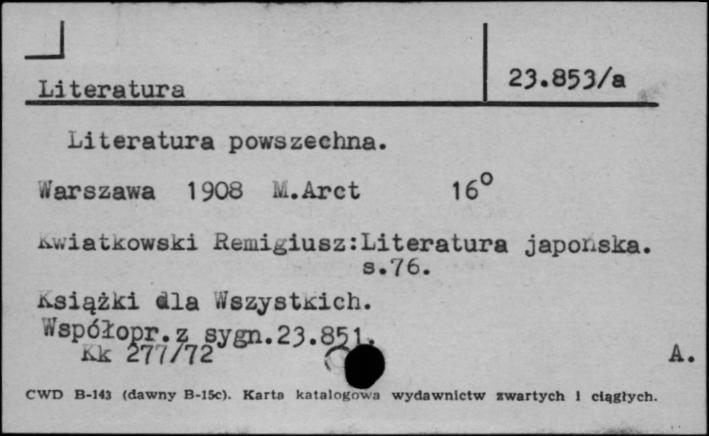 23.853/a
Literatura
Literatura powszechna.
Warszawa 1908 M.Arct 16°
Kwiatkowski Remigiusz:Literatura japońska.
s.76.
Książki dla Wszystkich.
Współopr.z sygn.23.851.
Kk 277/72
A.
CWD B-143 (dawny B-15c). Karta katalogowa wydawnictw zwartych i ciągłych.